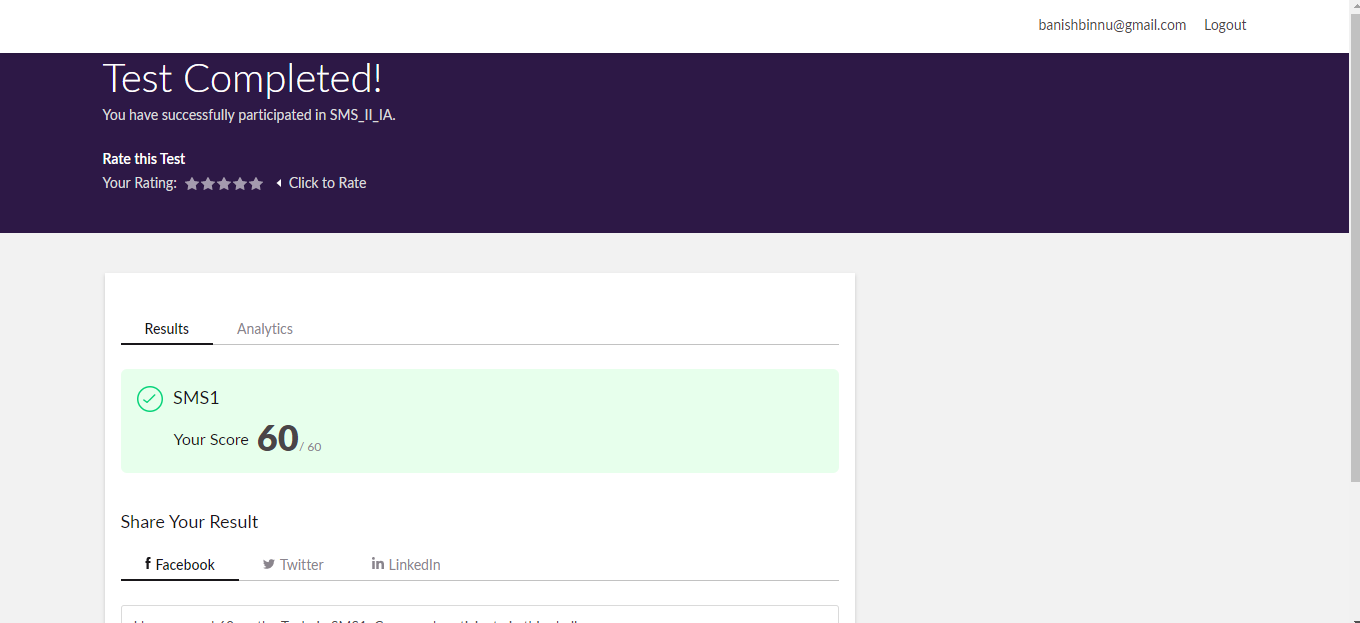 banishbinnu@gmail.com Logout
Test Completed!
You have successfully participated in SMS_II_IA.
Rate this Test
Your Rating: Click to Rate
Results Analytics
SMS1
Your Score 60 / 60
Share Your Result
Facebook Twitter LinkedIn